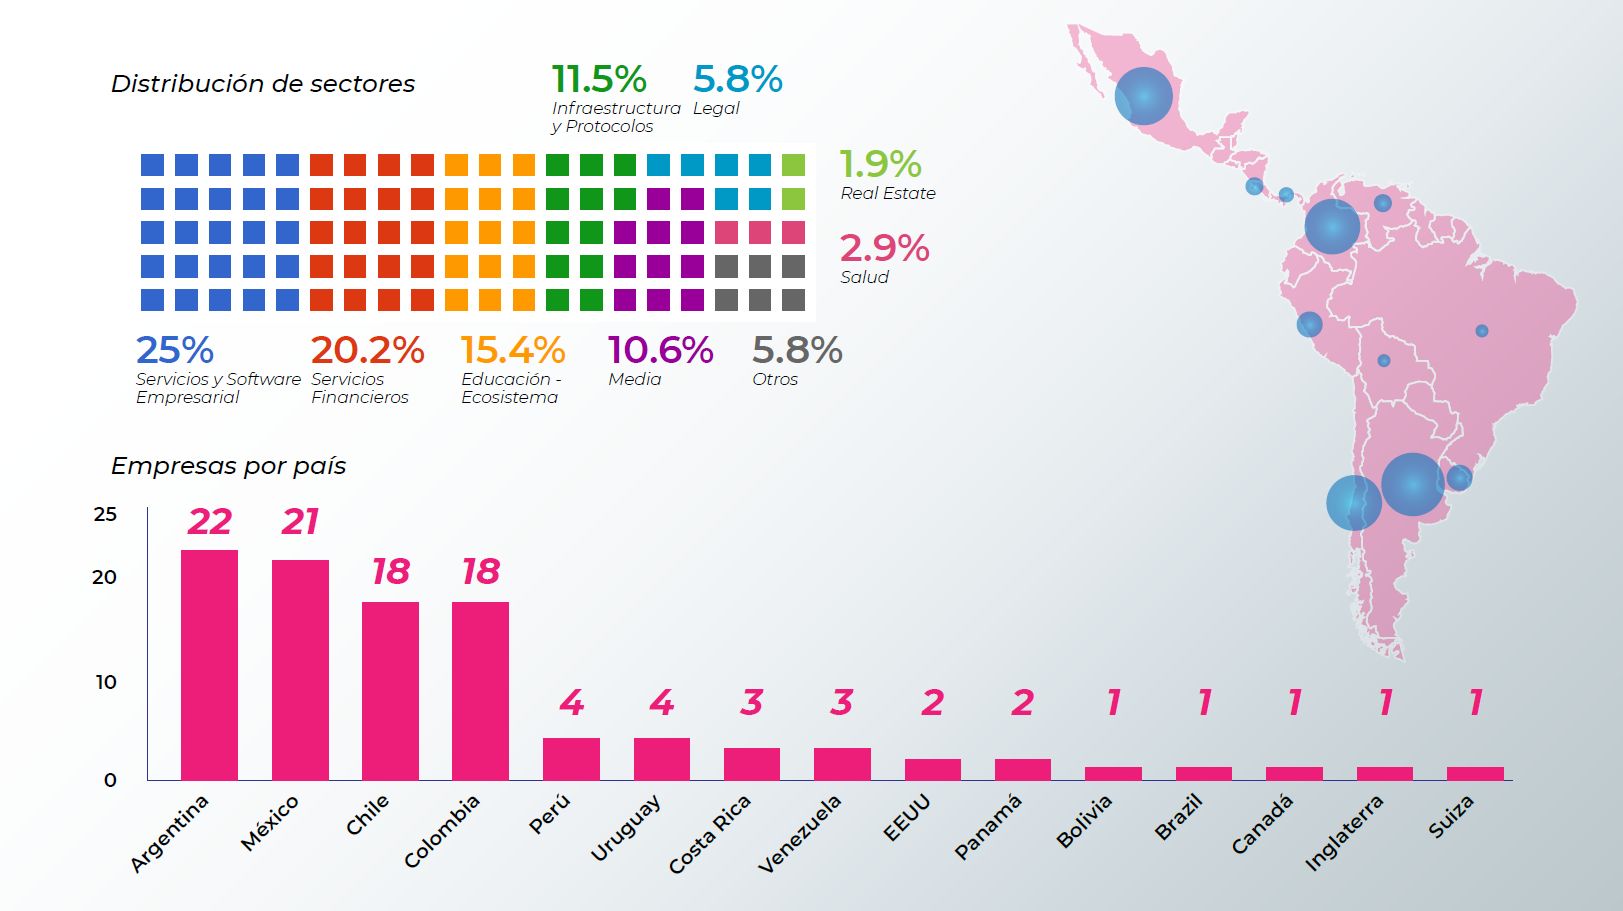 Distribución de sectores
11.5%
Infraestructura
y Protocolos
5.8%
Legal
1.9%
Real Estate
2.9%
Salud
25%
Servicios y Software
Empresarial
20.2%
Servicios
Financieros
15.4%
Educación -
Ecosistema
10.6%
Media
5.8%
Otros
Empresas por país
25
20
10
0
22
21
18
18
4
4
3
3
2
2
1
1
1
1
1
Argentina
México
Chile
Colombia
Perú
Uruguay
Costa Rica
Venezuela
EEUU
Panamá
Bolivia
Brazil
Canadá
Inglaterra
Suiza